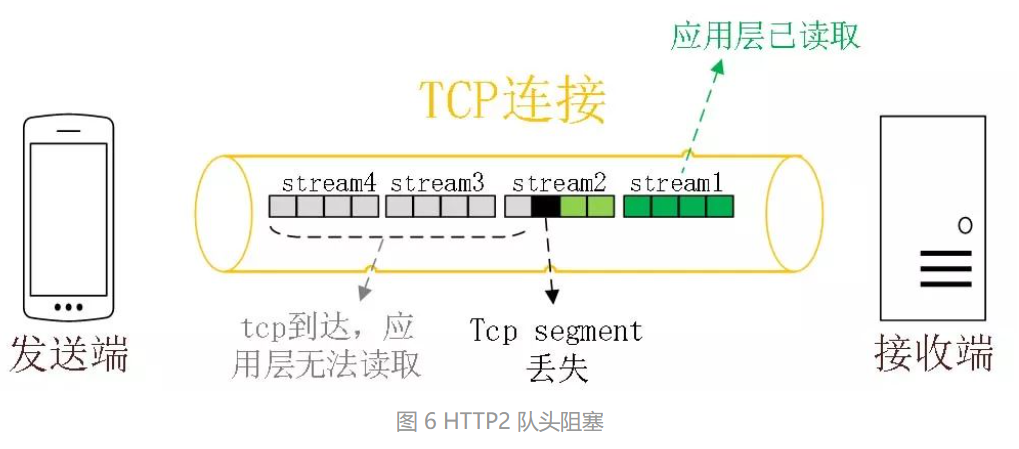 应用层已读取
TCP连接
stream4 stream3 stream2 stream1
tcp到达，应
用层无法读取
Tcp segment
丢失
发送端
接收端
图 6 HTTP2 队头阻塞